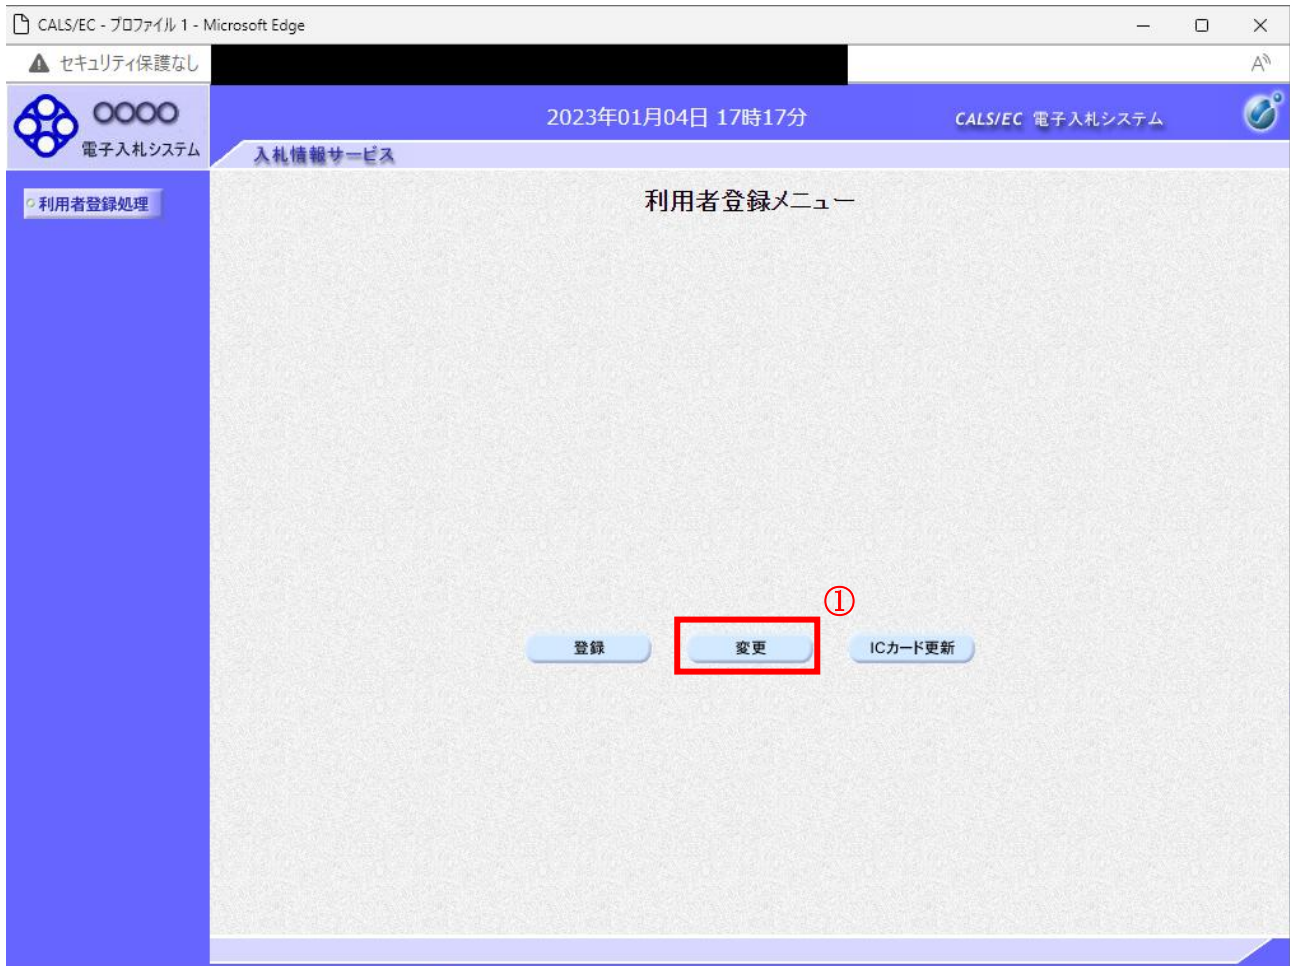 CALS/EC - プロファイル 1 - Microsoft Edge
セキュリティ保護なし
OOOO
電子入札システム
2023年01月04日 17時17分
CALS/EC 電子入札システム
入札情報サービス
利用者登録処理
利用者登録メニュー
①
登録
変更
ICカード更新